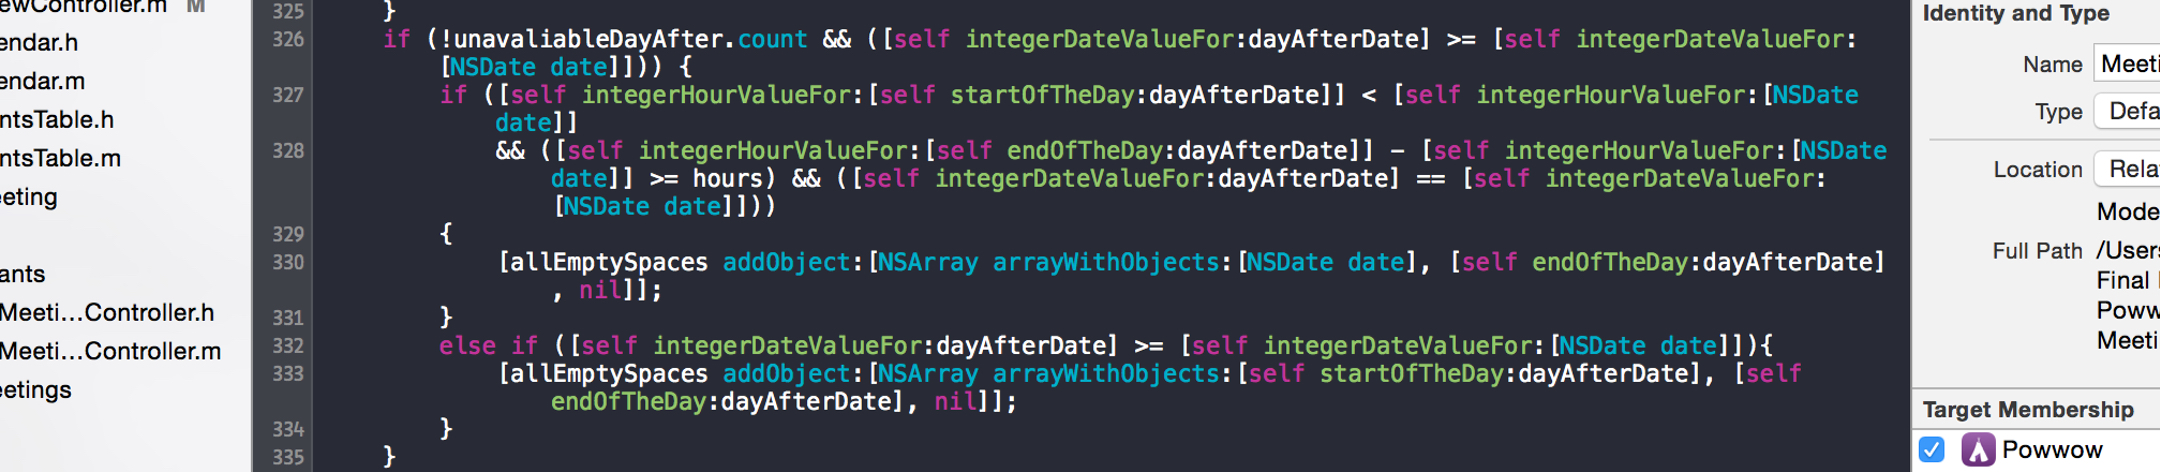 ewController.m M
endar.h
endar.m
ntsTable.h
ntsTable.m
eeting
ants
Meeti...Controller.h
Meeti...Controller.m
eetings
325 }
326 if (!unavaliableDayAfter.count && ([self integerDateValueFor:dayAfterDate] >= [self integerDateValueFor:
[NSDate date]])) {
327 if ([self integerHourValueFor:[self startOfTheDay:dayAfterDate]] < [self integerHourValueFor:[NSDate
date]]
328 && ([self integerHourValueFor:[self endOfTheDay:dayAfterDate]] - [self integerHourValueFor:[NSDate
date]] >= hours) && ([self integerDateValueFor:dayAfterDate] == [self integerDateValueFor:
[NSDate date]]))
329 {
330 [allEmptySpaces addObject:[NSArray arrayWithObjects:[NSDate date], [self endOfTheDay:dayAfterDate]
, nil]];
331 }
332 else if ([self integerDateValueFor:dayAfterDate] >= [self integerDateValueFor:[NSDate date]]){
333 [allEmptySpaces addObject:[NSArray arrayWithObjects:[self startOfTheDay:dayAfterDate], [self
endOfTheDay:dayAfterDate], nil]];
334 }
335 }
Identity and Type
Name Meeti
Type Defa
Location Rela
Mode
Full Path /Users
Final
Poww
Meeti
Target Membership
Powwow